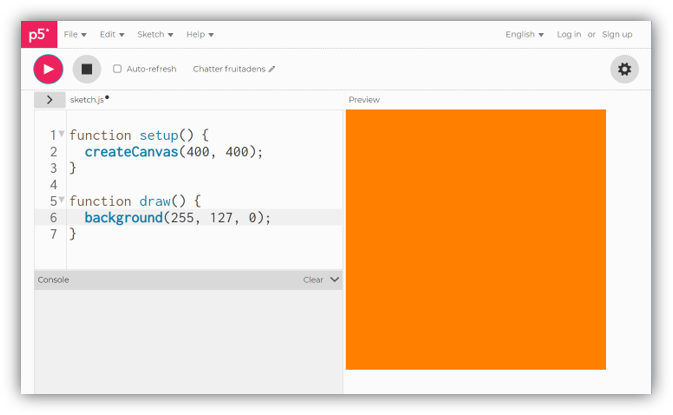 p5* File Edit Sketch Help English Log in or Sign up
Auto-refresh Chatter fruitadens
sketch.js Preview
1 function setup() {
2 createCanvas(400, 400);
3 }
4
5 function draw() {
6 background(255, 127, 0);
7 }
Console Clear